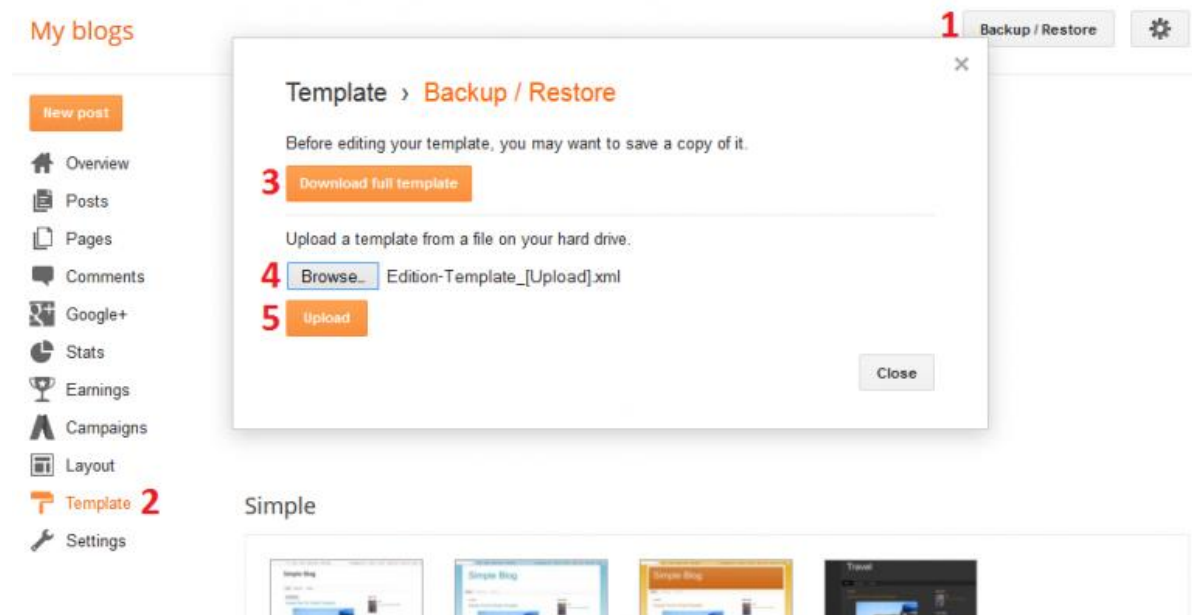 My blogs
1 Backup / Restore
Template › Backup / Restore
New post
Before editing your template, you may want to save a copy of it.
Overview
3 Download full template
Posts
Pages
Upload a template from a file on your hard drive.
Comments
4 Browse... Edition-Template_[Upload].xml
Google+
5 Upload
Stats
Close
Earnings
Campaigns
Layout
Template 2
Simple
Settings
Simple Blog
Simple Blog
Simple Blog
Travel